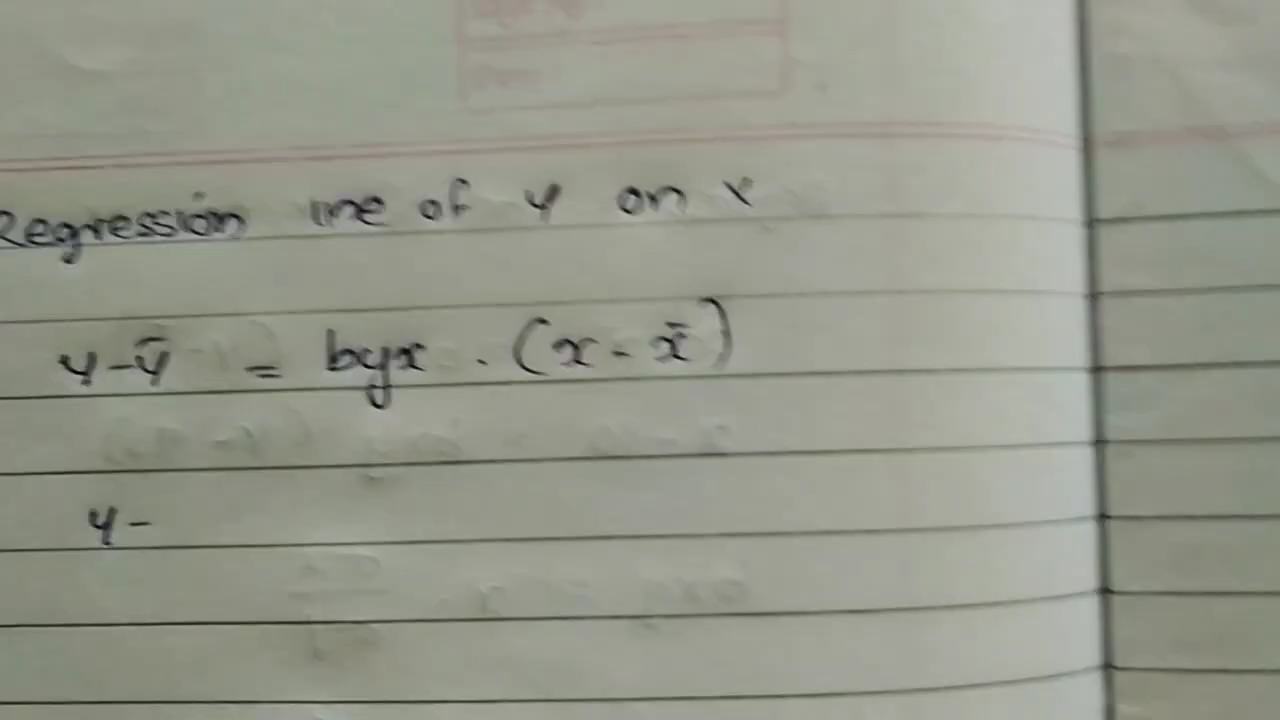 Regression line of y on x
y - ȳ = byx . (x - x̄)
y -